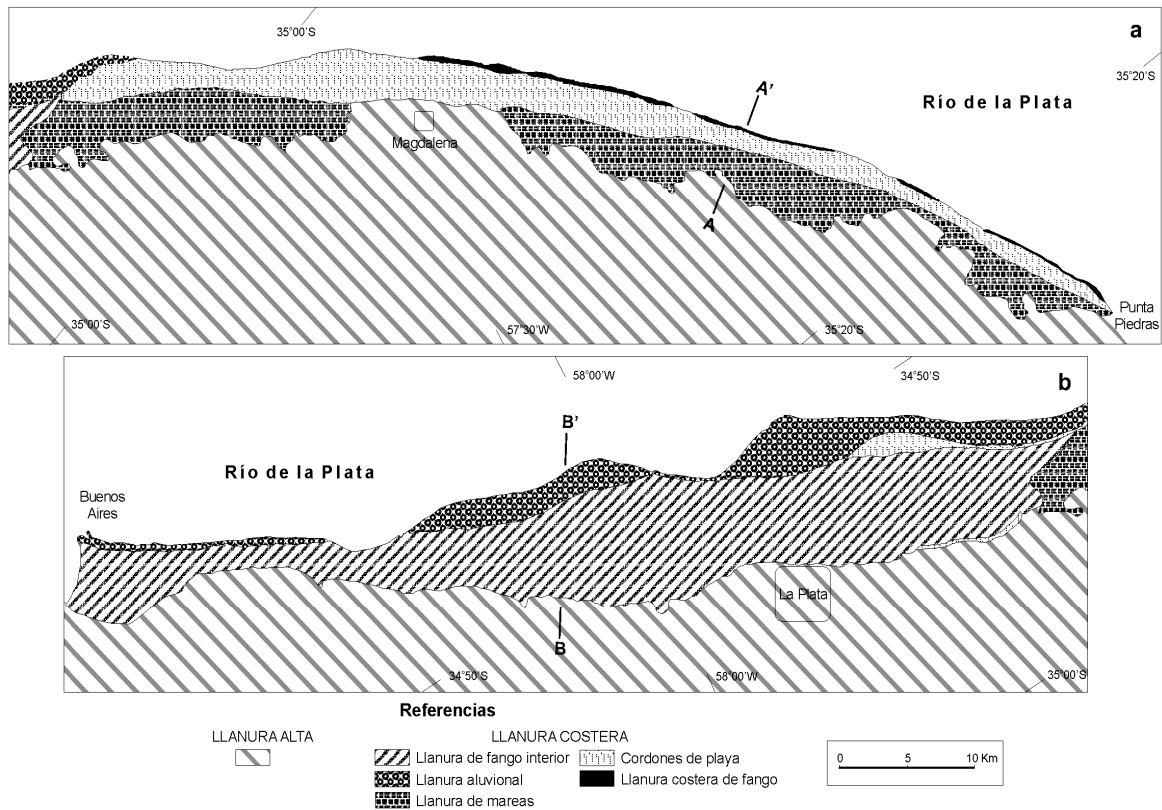 35°00'S
a
35°20'S
A'
Río de la Plata
Magdalena
A
Punta
Piedras
35°00'S
57°30'W
35°20'S
58°00'W
34°50'S
b
B'
Río de la Plata
Buenos
Aires
La Plata
B
34°50'S
58°00'W
35°00'S
Referencias
LLANURA ALTA
LLANURA COSTERA
Llanura de fango interior
Cordones de playa
Llanura aluvional
Llanura costera de fango
Llanura de mareas
0 5 10 Km